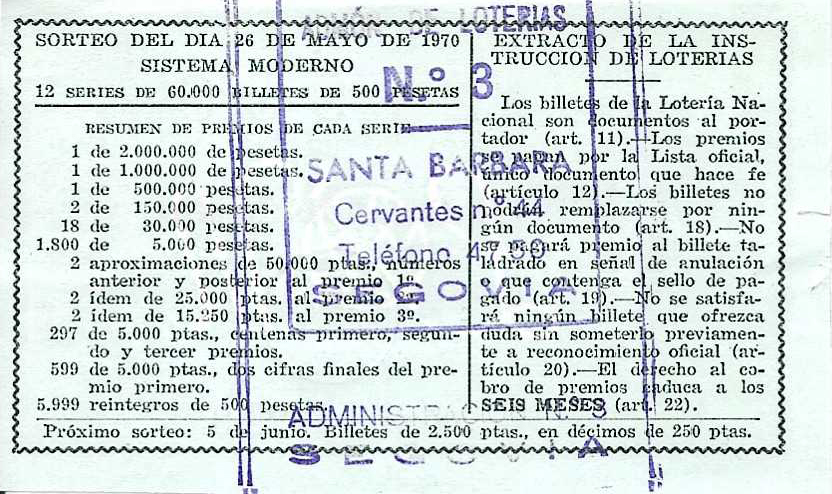 SORTEO DEL DIA 26 DE MAYO DE 1970
SISTEMA MODERNO
12 SERIES DE 60.000 BILLETES DE 500 PESETAS
RESUMEN DE PREMIOS DE CADA SERIE
1 de 2.000.000 de pesetas.
1 de 1.000.000 de pesetas.
1 de 500.000 pesetas.
2 de 150.000 pesetas.
18 de 30.000 pesetas.
1.800 de 5.000 pesetas.
2 aproximaciones de 50.000 ptas., números
anterior y posterior al premio 1º.
2 ídem de 25.000 ptas. al premio
2 ídem de 15.250 ptas. al premio 3º.
297 de 5.000 ptas., centenas primero, segun-
do y tercer premios.
599 de 5.000 ptas., dos cifras finales del pre-
mio primero.
5.999 reintegros de 500 pesetas.
EXTRACTO DE LA INS-
TRUCCION DE LOTERIAS
Los billetes de la Lotería Na-
cional son documentos al por-
tador (art. 11).—Los premios
se pagan por la Lista oficial,
único documento que hace fe
(artículo 12).—Los billetes no
podrán remplazarse por nin-
gún documento (art. 18).—No
se pagará premio al billete ta-
ladrado en señal de anulación
o que contenga el sello de pa-
gado (art. 19).—No se satisfa-
rá ningún billete que ofrezca
duda sin someterlo previamen-
te a reconocimiento oficial (ar-
tículo 20).—El derecho al co-
bro de premios caduca a los
SEIS MESES (art. 22).
Próximo sorteo: 5 de junio. Billetes de 2.500 ptas., en décimos de 250 ptas.
ADMÓN. DE LOTERIAS
N.º 3
SANTA BARBARA
Cervantes n.º 44
Teléfono
SEGOVIA
ADMINISTRACION N.º 3
SEGOVIA